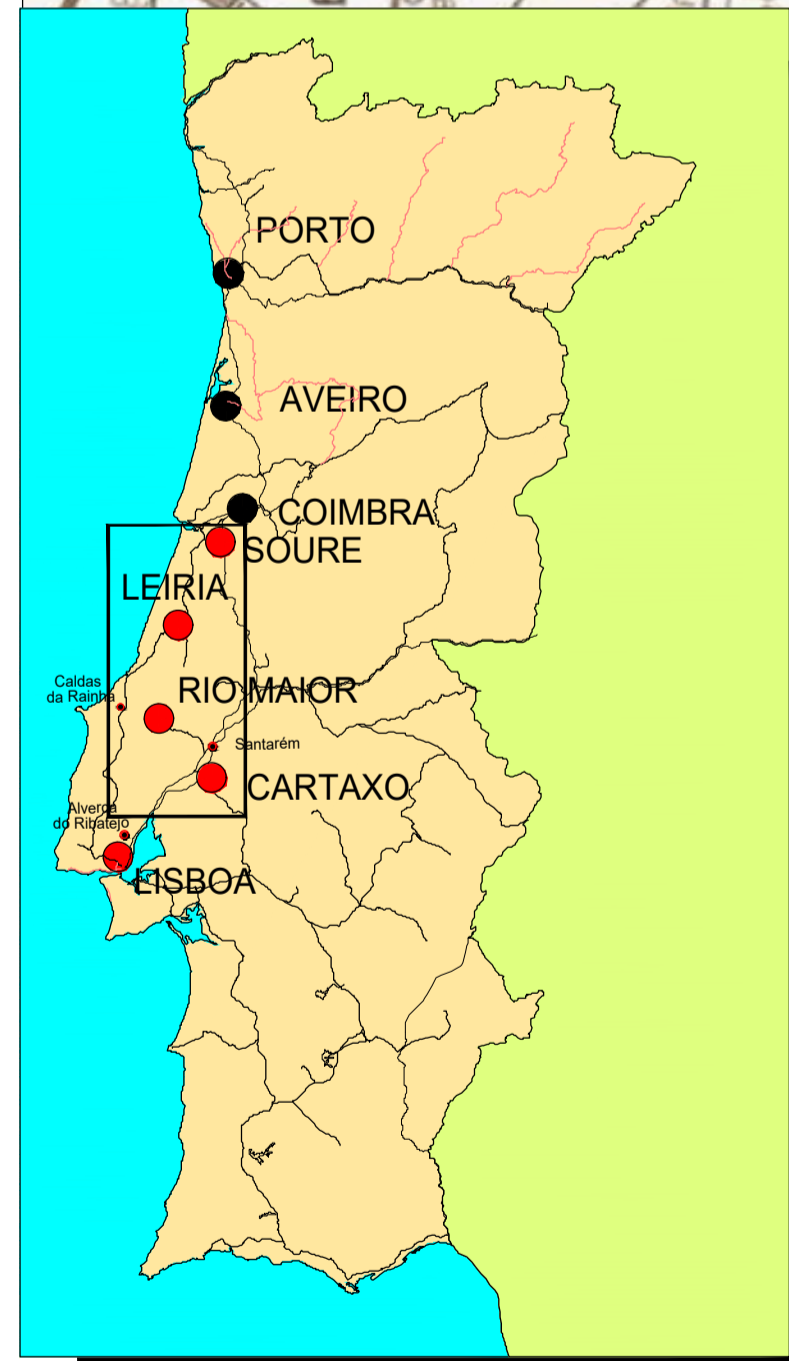 PORTO
AVEIRO
COIMBRA
SOURE
LEIRIA
Caldas
da Rainha
RIO MAIOR
Santarém
CARTAXO
Alverca
do Ribatejo
LISBOA